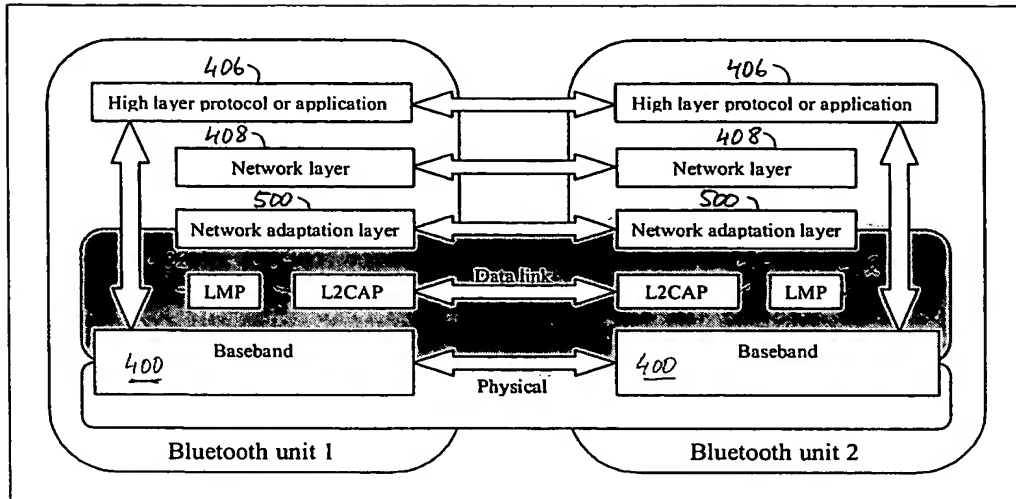 406 406
High layer protocol or application High layer protocol or application
408 408
Network layer Network layer
500 500
Network adaptation layer Network adaptation layer
Data link
LMP L2CAP L2CAP LMP
Baseband Baseband
400 400
Physical
Bluetooth unit 1 Bluetooth unit 2